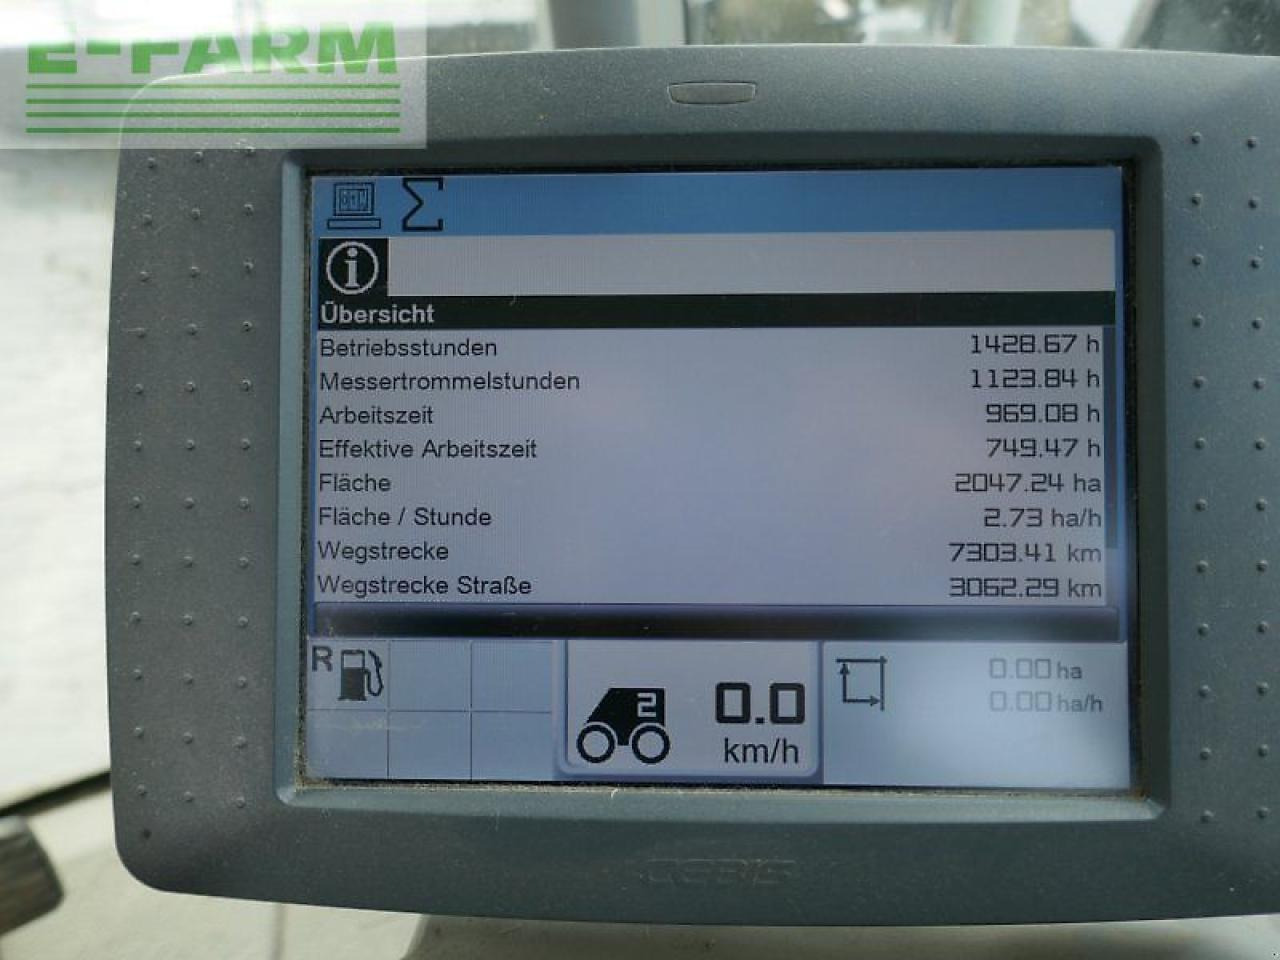 E-FARM
Übersicht
Betriebsstunden 1428.67 h
Messertrommelstunden 1123.84 h
Arbeitszeit 969.08 h
Effektive Arbeitszeit 749.47 h
Fläche 2047.24 ha
Fläche / Stunde 2.73 ha/h
Wegstrecke 7303.41 km
Wegstrecke Straße 3062.29 km
R
2
0.0
km/h
0.00 ha
0.00 ha/h
CEBIS